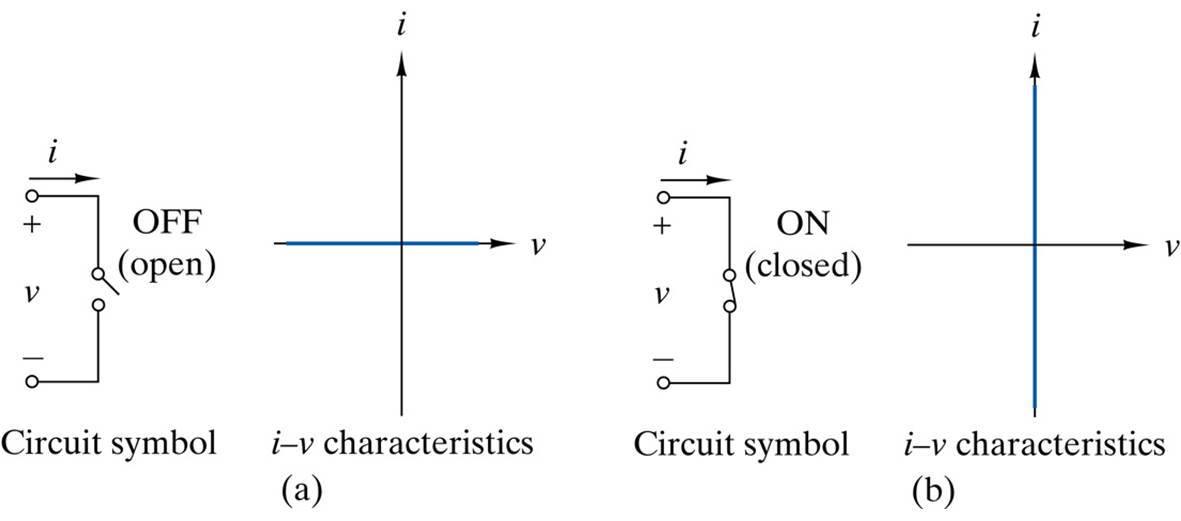 i
i
+
v
−
OFF
(open)
v
Circuit symbol
i–v characteristics
(a)
i
i
+
v
−
ON
(closed)
v
Circuit symbol
i–v characteristics
(b)